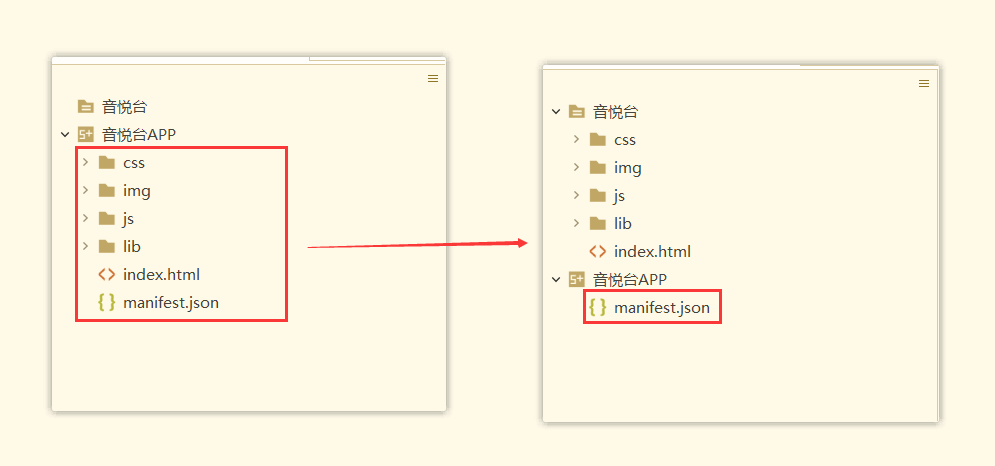 音悦台
音悦台APP
css
img
js
lib
index.html
manifest.json
音悦台
css
img
js
lib
index.html
音悦台APP
manifest.json